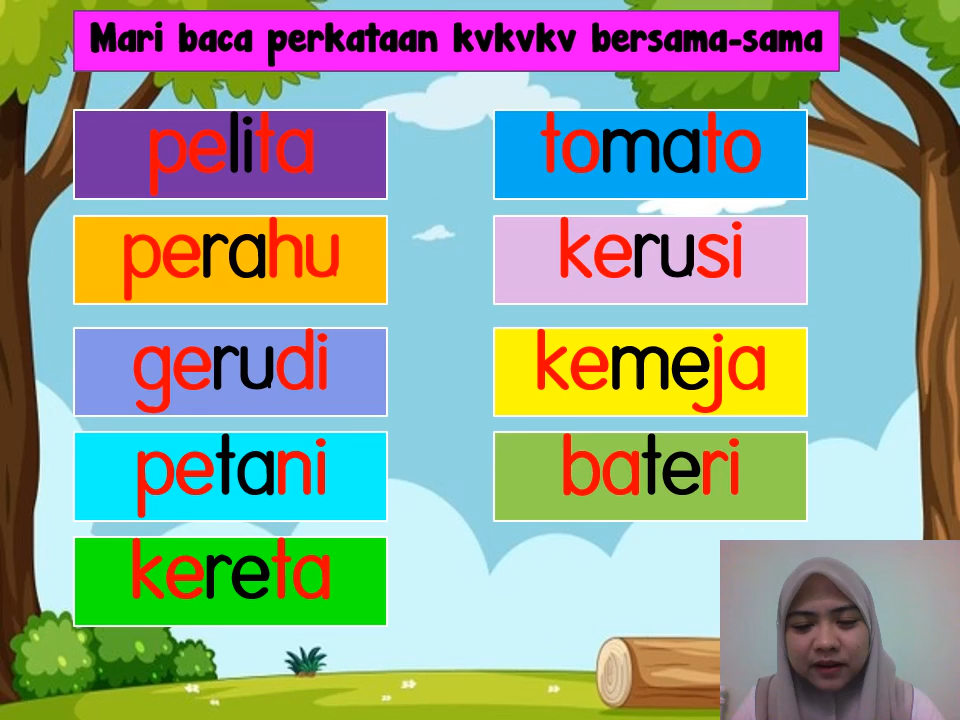 Mari baca perkataan kvkvkv bersama-sama
pelita
perahu
gerudi
petani
kereta
tomato
kerusi
kemeja
bateri